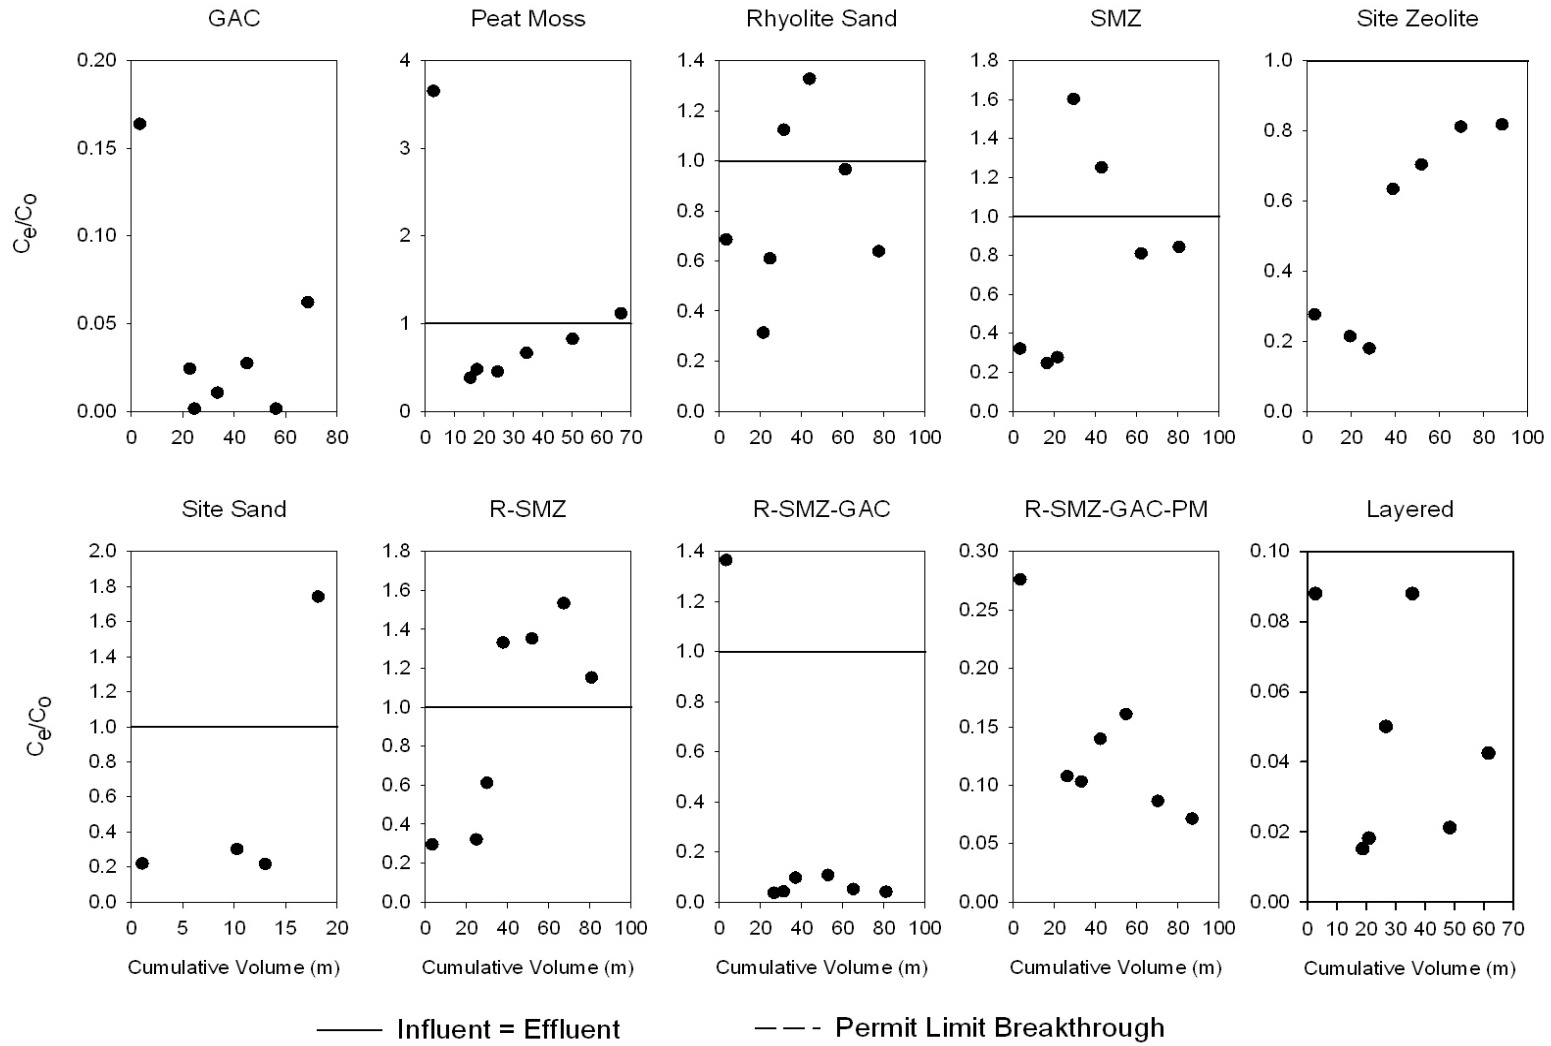 GAC Peat Moss Rhyolite Sand SMZ Site Zeolite
0.20 4 1.4 1.8 1.0
1.6
1.2
0.15 3 1.4 0.8
1.0
1.2
0.8 0.6
Ce/Co 0.10 2 1.0
0.6 0.8
0.4
0.05 1 0.4 0.6
0.4 0.2
0.2
0.2
0.00 0 0.0 0.0 0.0
0 20 40 60 80 0 10 20 30 40 50 60 70 0 20 40 60 80 100 0 20 40 60 80 100 0 20 40 60 80 100
Site Sand R-SMZ R-SMZ-GAC R-SMZ-GAC-PM Layered
2.0 1.8 1.4 0.30 0.10
1.8 1.6
1.2
1.6 0.25 0.08
1.4
1.4 1.0
1.2 0.20
1.2 0.06
0.8
Ce/Co 1.0 1.0 0.15
0.8 0.8 0.6
0.04
0.6 0.6 0.10
0.4
0.4 0.4 0.05 0.02
0.2
0.2 0.2
0.0 0.0 0.0 0.00 0.00
0 5 10 15 20 0 20 40 60 80 100 0 20 40 60 80 100 0 20 40 60 80 100 0 10 20 30 40 50 60 70
Cumulative Volume (m) Cumulative Volume (m) Cumulative Volume (m) Cumulative Volume (m) Cumulative Volume (m)
Influent = Effluent Permit Limit Breakthrough